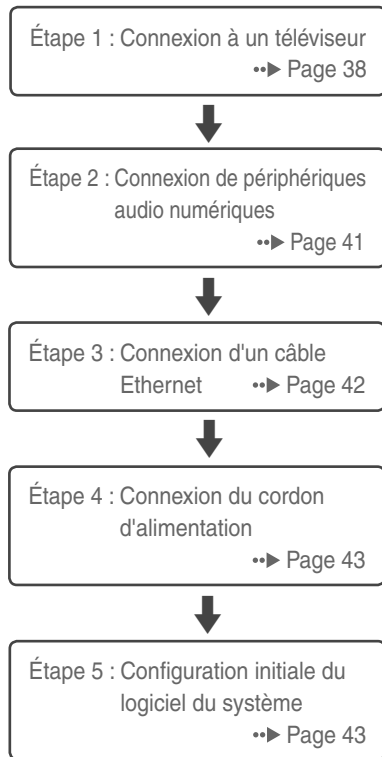 Étape 1 : Connexion à un téléviseur
••▶ Page 38
Étape 2 : Connexion de périphériques
audio numériques
••▶ Page 41
Étape 3 : Connexion d'un câble
Ethernet ••▶ Page 42
Étape 4 : Connexion du cordon
d'alimentation
••▶ Page 43
Étape 5 : Configuration initiale du
logiciel du système
••▶ Page 43